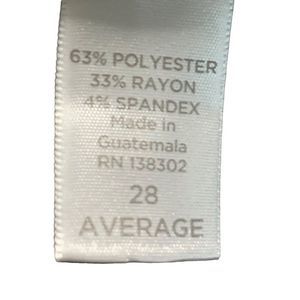 63% POLYESTER
33% RAYON
4% SPANDEX
Made in
Guatemala
RN 138302
28
AVERAGE